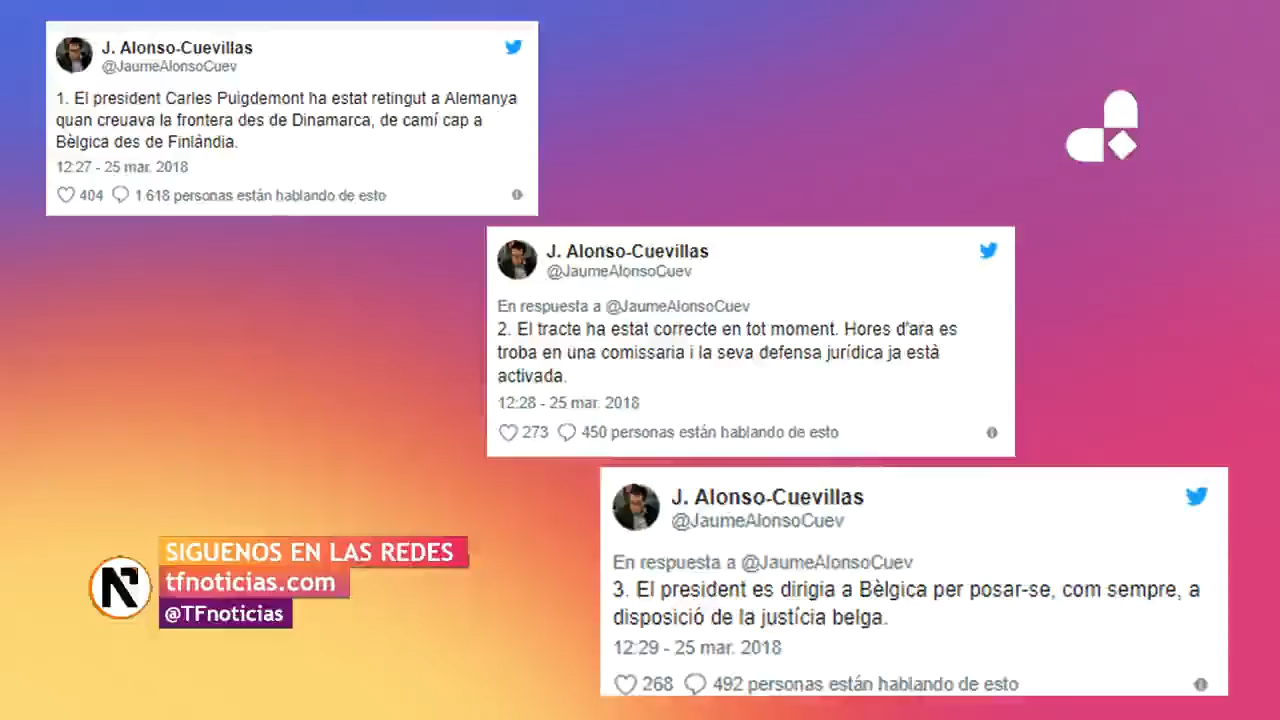 J. Alonso-Cuevillas
@JaumeAlonsoCuev
1. El president Carles Puigdemont ha estat retingut a Alemanya
quan creuava la frontera des de Dinamarca, de camí cap a
Bèlgica des de Finlàndia.
12:27 - 25 mar. 2018
404 1 618 personas están hablando de esto
J. Alonso-Cuevillas
@JaumeAlonsoCuev
En respuesta a @JaumeAlonsoCuev
2. El tracte ha estat correcte en tot moment. Hores d'ara es
troba en una comissaria i la seva defensa jurídica ja està
activada.
12:28 - 25 mar. 2018
273 450 personas están hablando de esto
J. Alonso-Cuevillas
@JaumeAlonsoCuev
En respuesta a @JaumeAlonsoCuev
3. El president es dirigia a Bèlgica per posar-se, com sempre, a
disposició de la justícia belga.
12:29 - 25 mar. 2018
268 492 personas están hablando de esto
N
SIGUENOS EN LAS REDES
tfnoticias.com
@TFnoticias